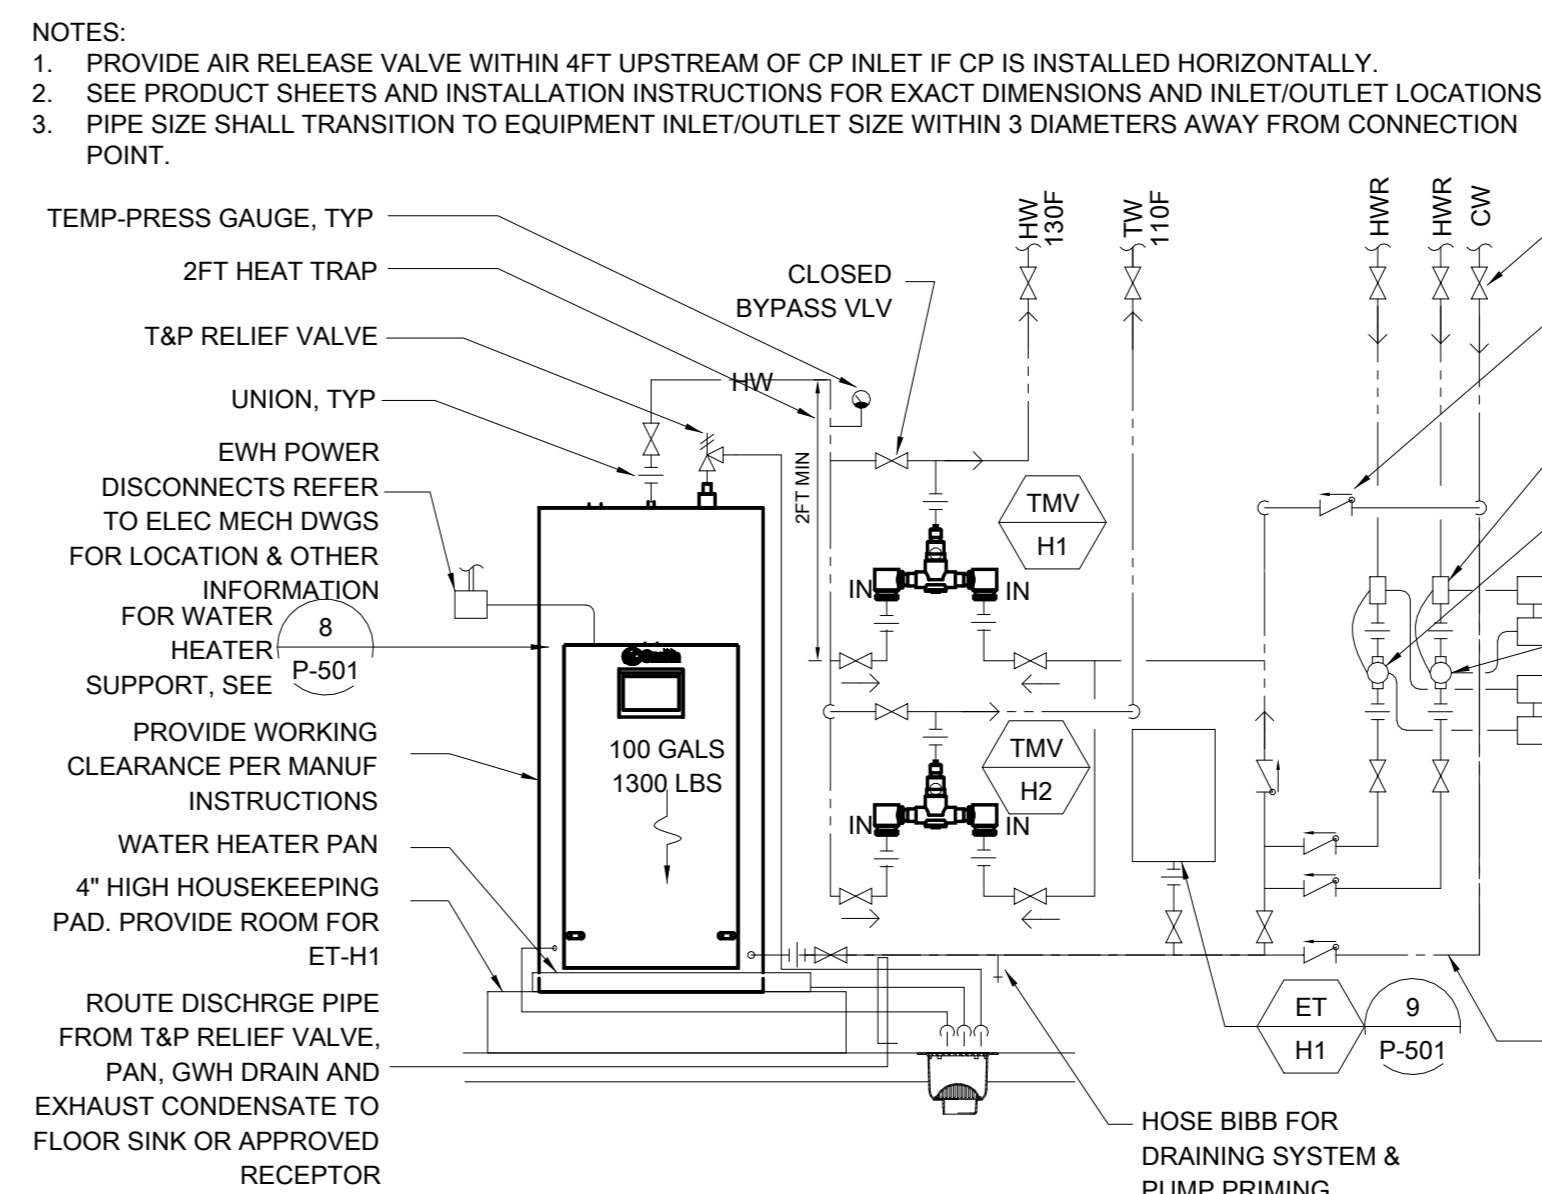 NOTES:
1. PROVIDE AIR RELEASE VALVE WITHIN 4FT UPSTREAM OF CP INLET IF CP IS INSTALLED HORIZONTALLY.
2. SEE PRODUCT SHEETS AND INSTALLATION INSTRUCTIONS FOR EXACT DIMENSIONS AND INLET/OUTLET LOCATIONS
3. PIPE SIZE SHALL TRANSITION TO EQUIPMENT INLET/OUTLET SIZE WITHIN 3 DIAMETERS AWAY FROM CONNECTION
POINT.
TEMP-PRESS GAUGE, TYP
2FT HEAT TRAP
T&P RELIEF VALVE
UNION, TYP
EWH POWER
DISCONNECTS REFER
TO ELEC MECH DWGS
FOR LOCATION & OTHER
INFORMATION
FOR WATER
HEATER
SUPPORT, SEE
8
P-501
PROVIDE WORKING
CLEARANCE PER MANUF
INSTRUCTIONS
WATER HEATER PAN
4" HIGH HOUSEKEEPING
PAD. PROVIDE ROOM FOR
ET-H1
ROUTE DISCHRGE PIPE
FROM T&P RELIEF VALVE,
PAN, GWH DRAIN AND
EXHAUST CONDENSATE TO
FLOOR SINK OR APPROVED
RECEPTOR
HW
CLOSED
BYPASS VLV
2FT MIN
Smith
100 GALS
1300 LBS
HW
130F
TW
110F
HWR
HWR
CW
TMV
H1
IN
IN
TMV
H2
IN
IN
ET
H1
9
P-501
HOSE BIBB FOR
DRAINING SYSTEM &
PUMP PRIMING